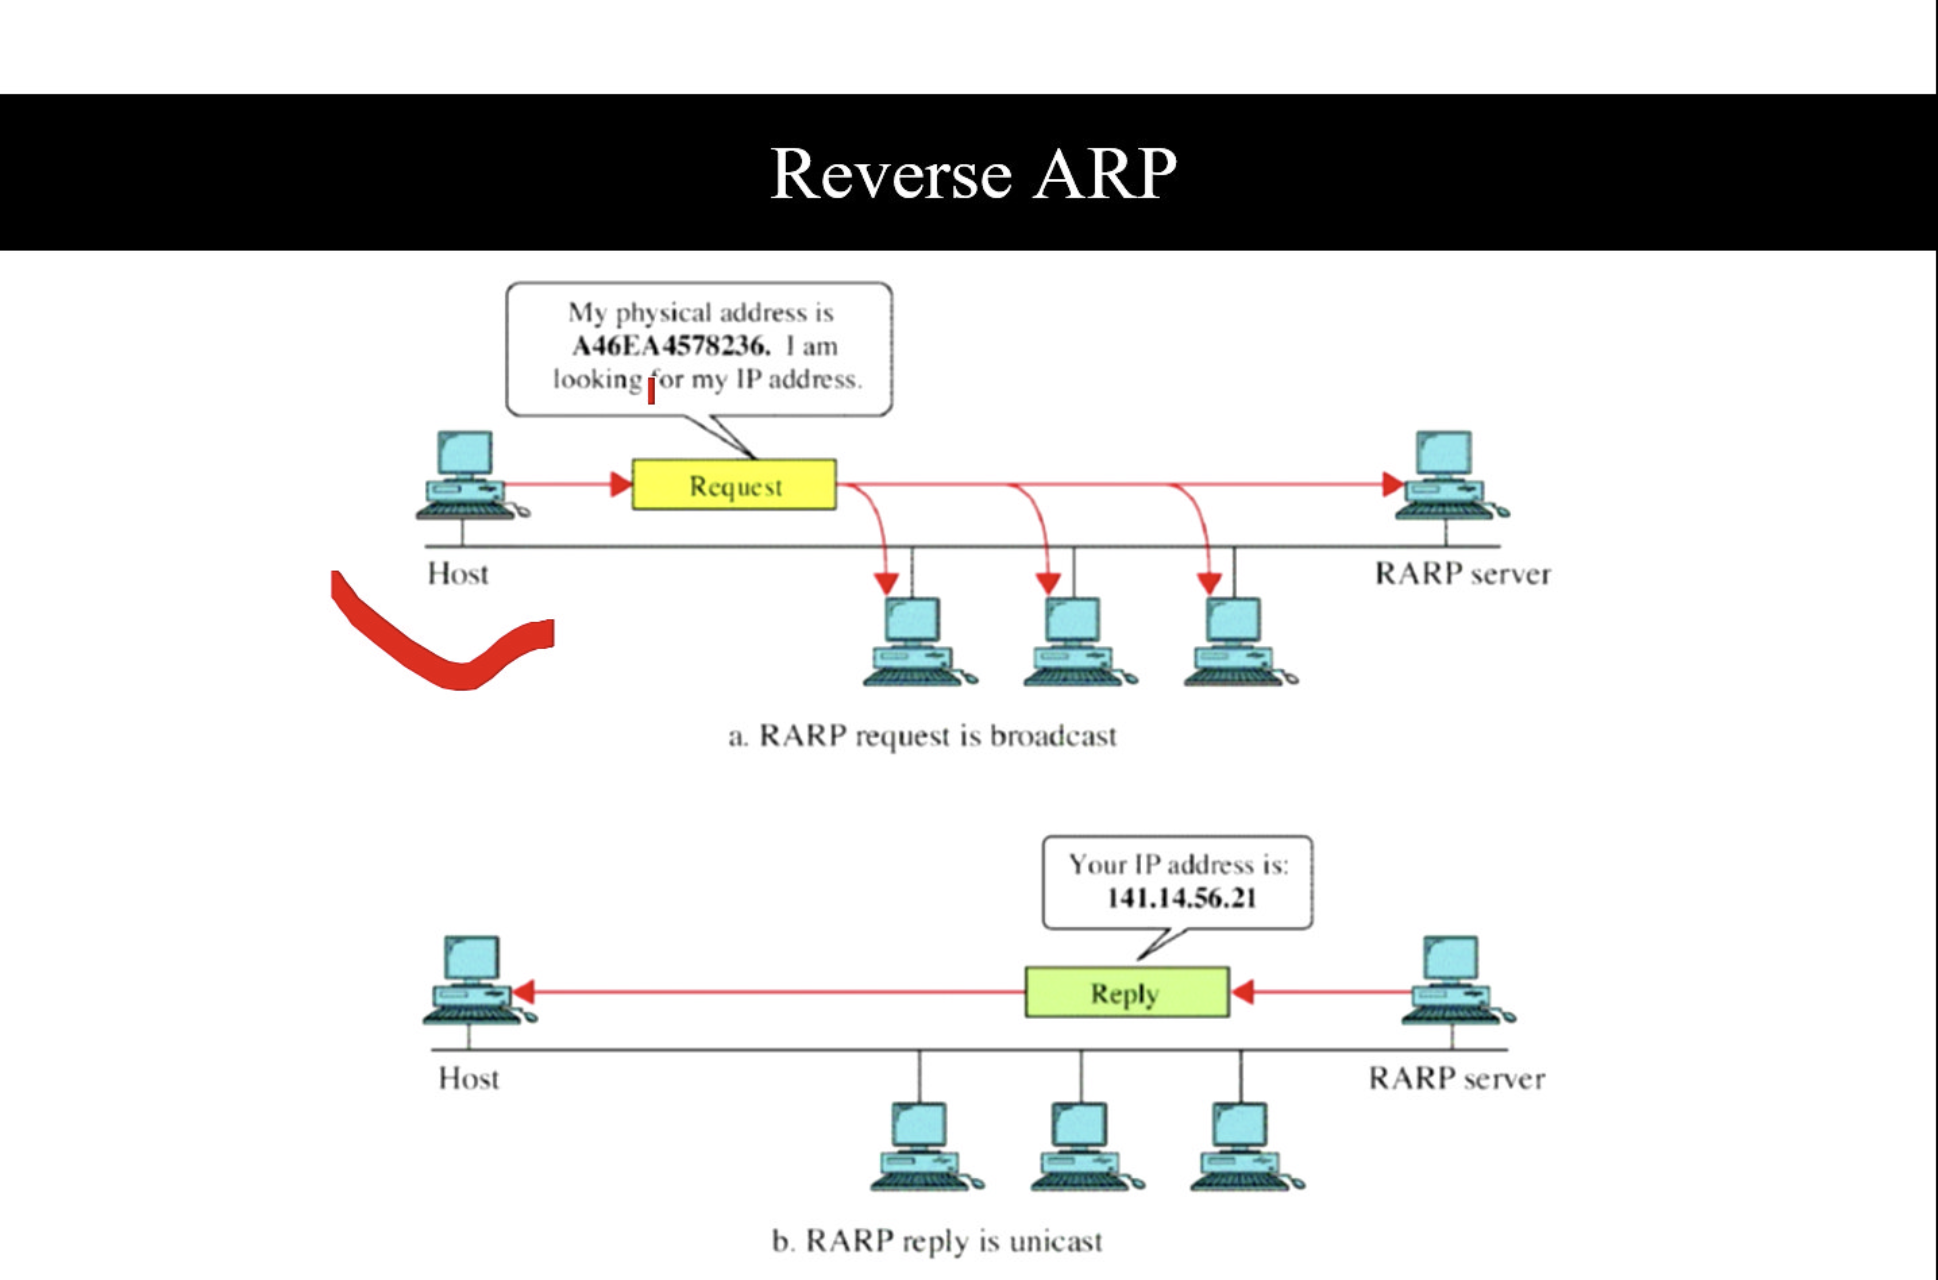 Reverse ARP
My physical address is
A46EA4578236. I am
looking for my IP address.
Request
Host
RARP server
a. RARP request is broadcast
Your IP address is:
141.14.56.21
Reply
Host
RARP server
b. RARP reply is unicast